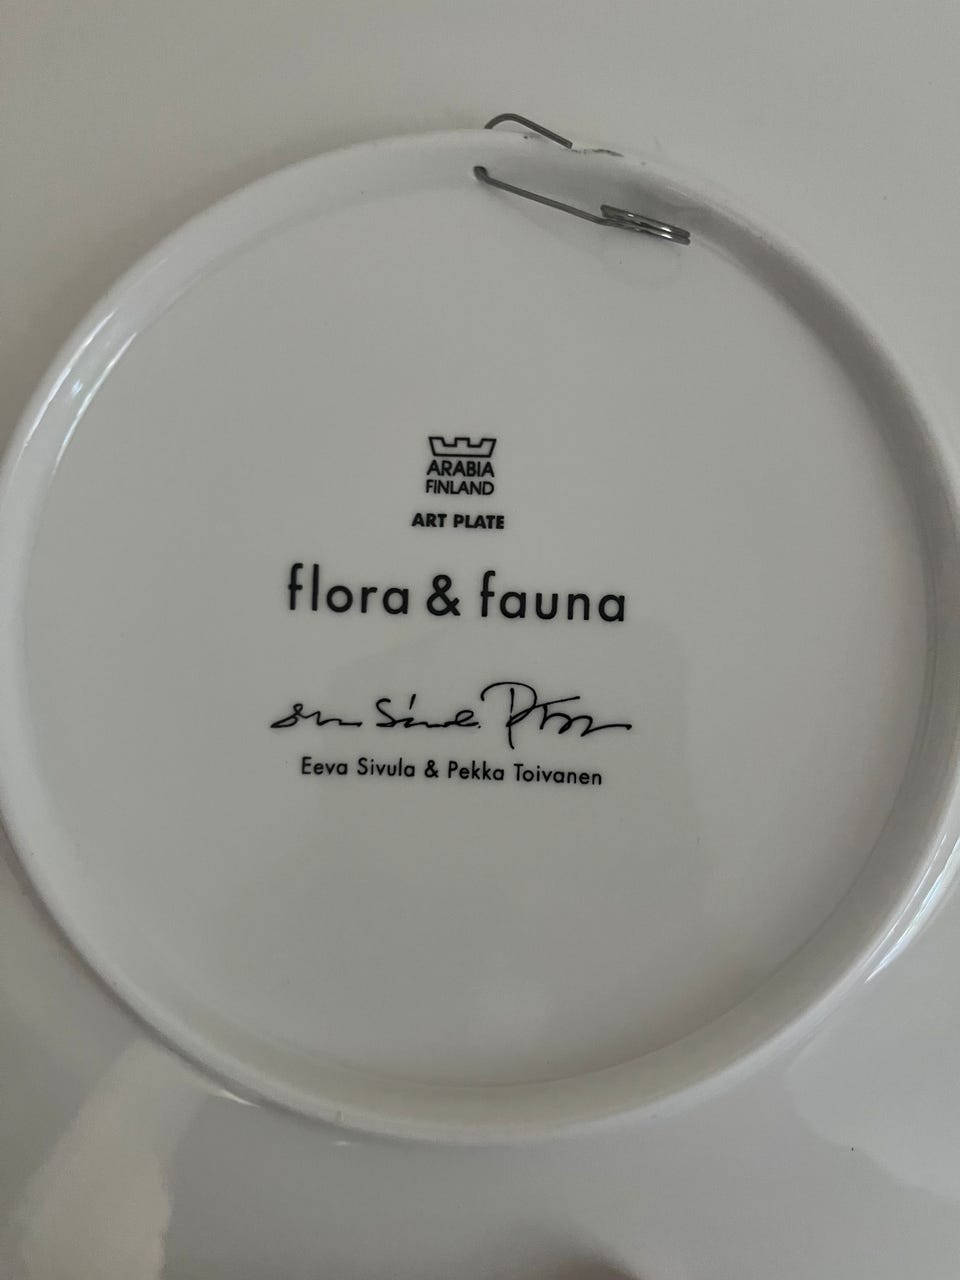 ARABIA
FINLAND
ART PLATE
flora & fauna
Eeva Sivula & Pekka Toivanen